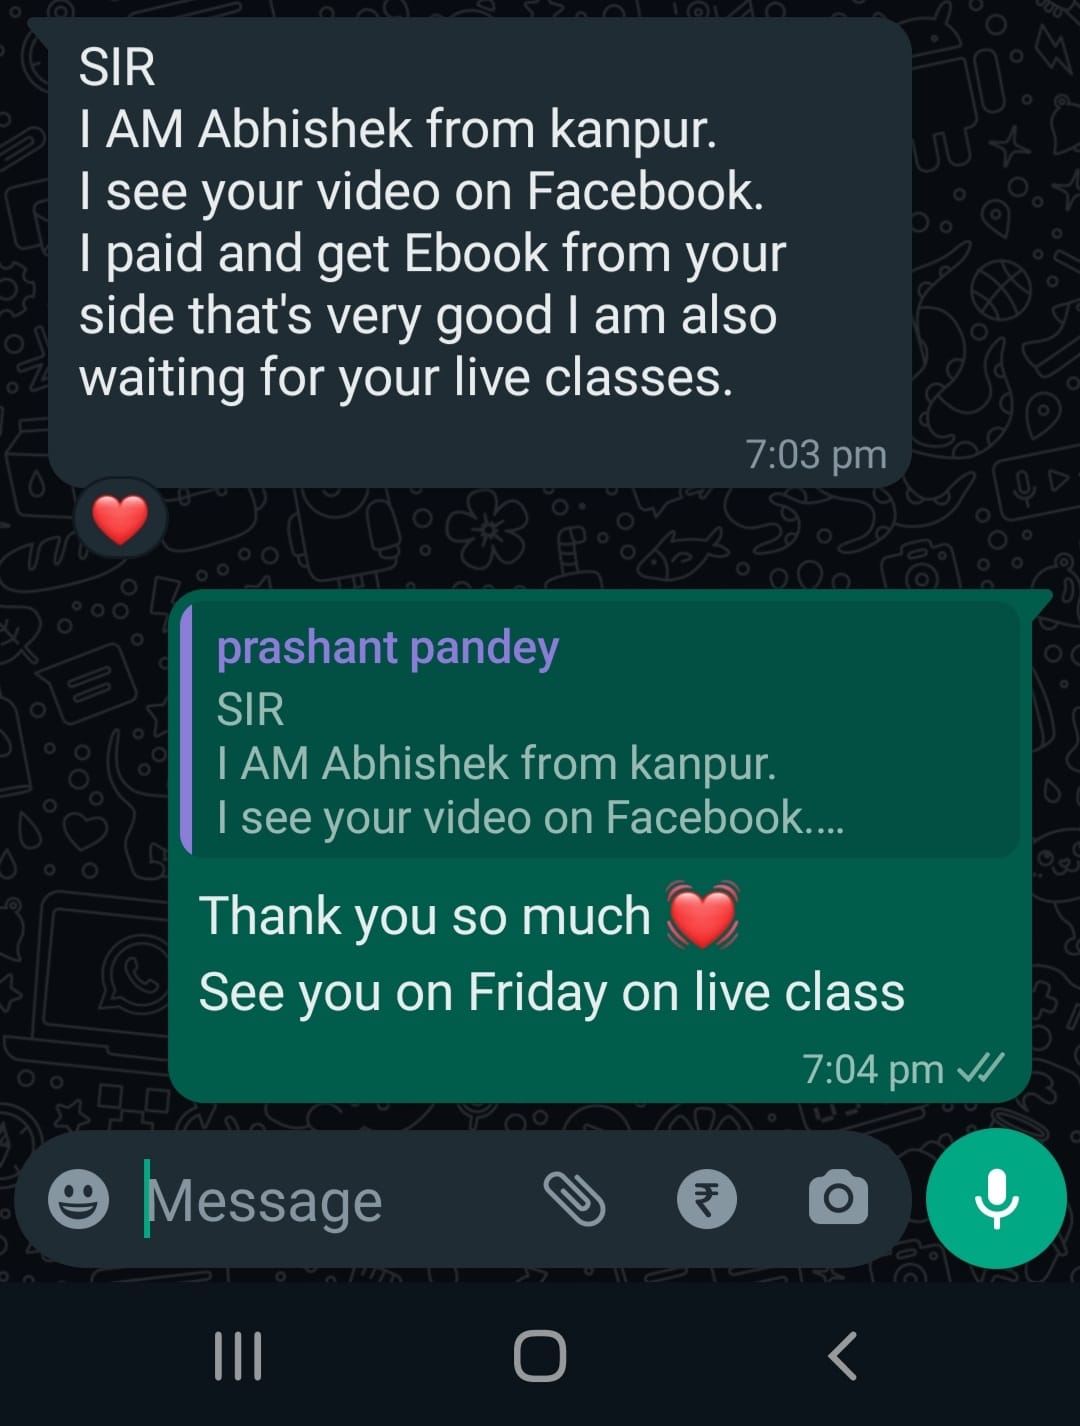 SIR
I AM Abhishek from kanpur.
I see your video on Facebook.
I paid and get Ebook from your
side that's very good I am also
waiting for your live classes.
7:03 pm
prashant pandey
SIR
I AM Abhishek from kanpur.
I see your video on Facebook....
Thank you so much
See you on Friday on live class
7:04 pm
Message